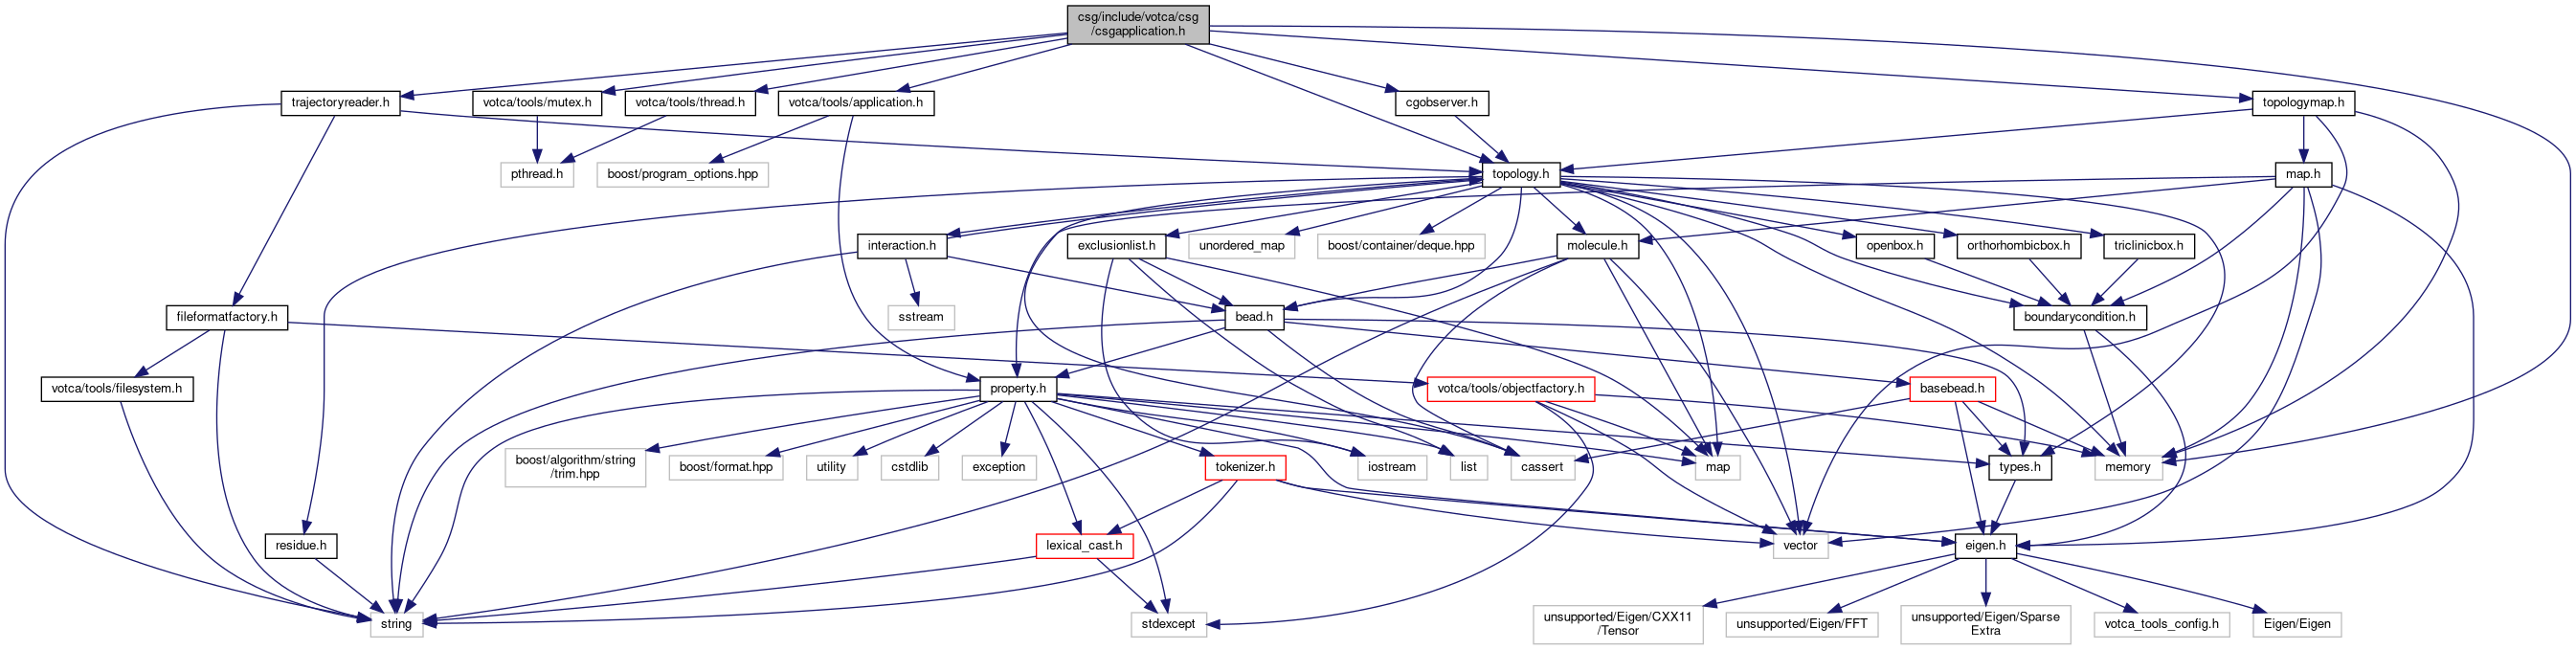 csg/include/votca/csg
/csgapplication.h
trajectoryreader.h
votca/tools/mutex.h
votca/tools/thread.h
votca/tools/application.h
cgobserver.h
topologymap.h
pthread.h
boost/program_options.hpp
topology.h
map.h
interaction.h
exclusionlist.h
unordered_map
boost/container/deque.hpp
molecule.h
openbox.h
orthorhombicbox.h
triclinicbox.h
fileformatfactory.h
sstream
bead.h
boundarycondition.h
votca/tools/filesystem.h
property.h
votca/tools/objectfactory.h
basebead.h
boost/algorithm/string
/trim.hpp
boost/format.hpp
utility
cstdlib
exception
tokenizer.h
iostream
list
cassert
map
types.h
memory
residue.h
lexical_cast.h
vector
eigen.h
string
stdexcept
unsupported/Eigen/CXX11
/Tensor
unsupported/Eigen/FFT
unsupported/Eigen/Sparse
Extra
votca_tools_config.h
Eigen/Eigen